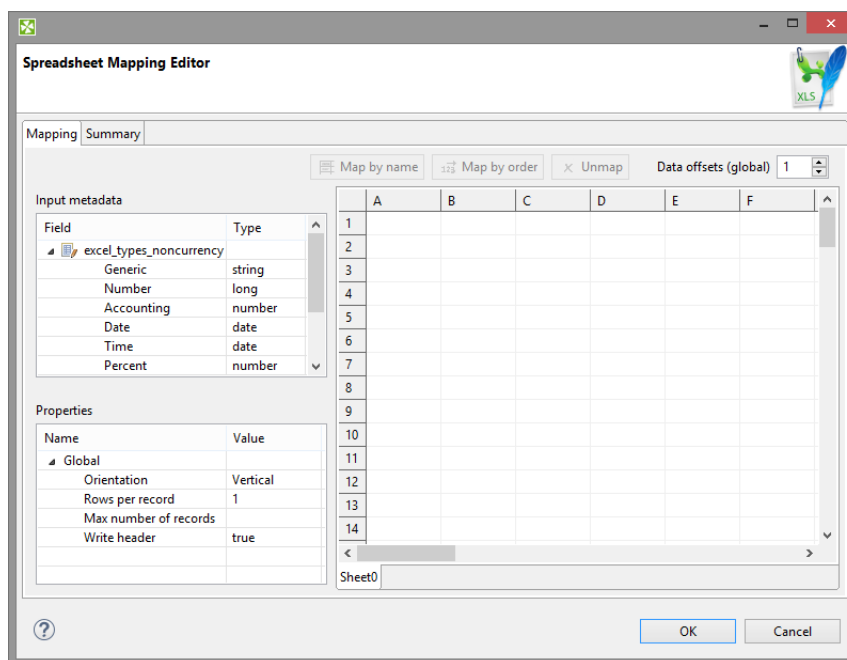 Spreadsheet Mapping Editor
XLS
Mapping Summary
Map by name 123 Map by order Unmap Data offsets (global) 1
Input metadata
Field Type
excel_types_noncurrency
Generic string
Number long
Accounting number
Date date
Time date
Percent number
A B C D E F
1
2
3
4
5
6
7
8
9
10
11
12
13
14
Properties
Name Value
Global
Orientation Vertical
Rows per record 1
Max number of records
Write header true
Sheet0
? OK Cancel